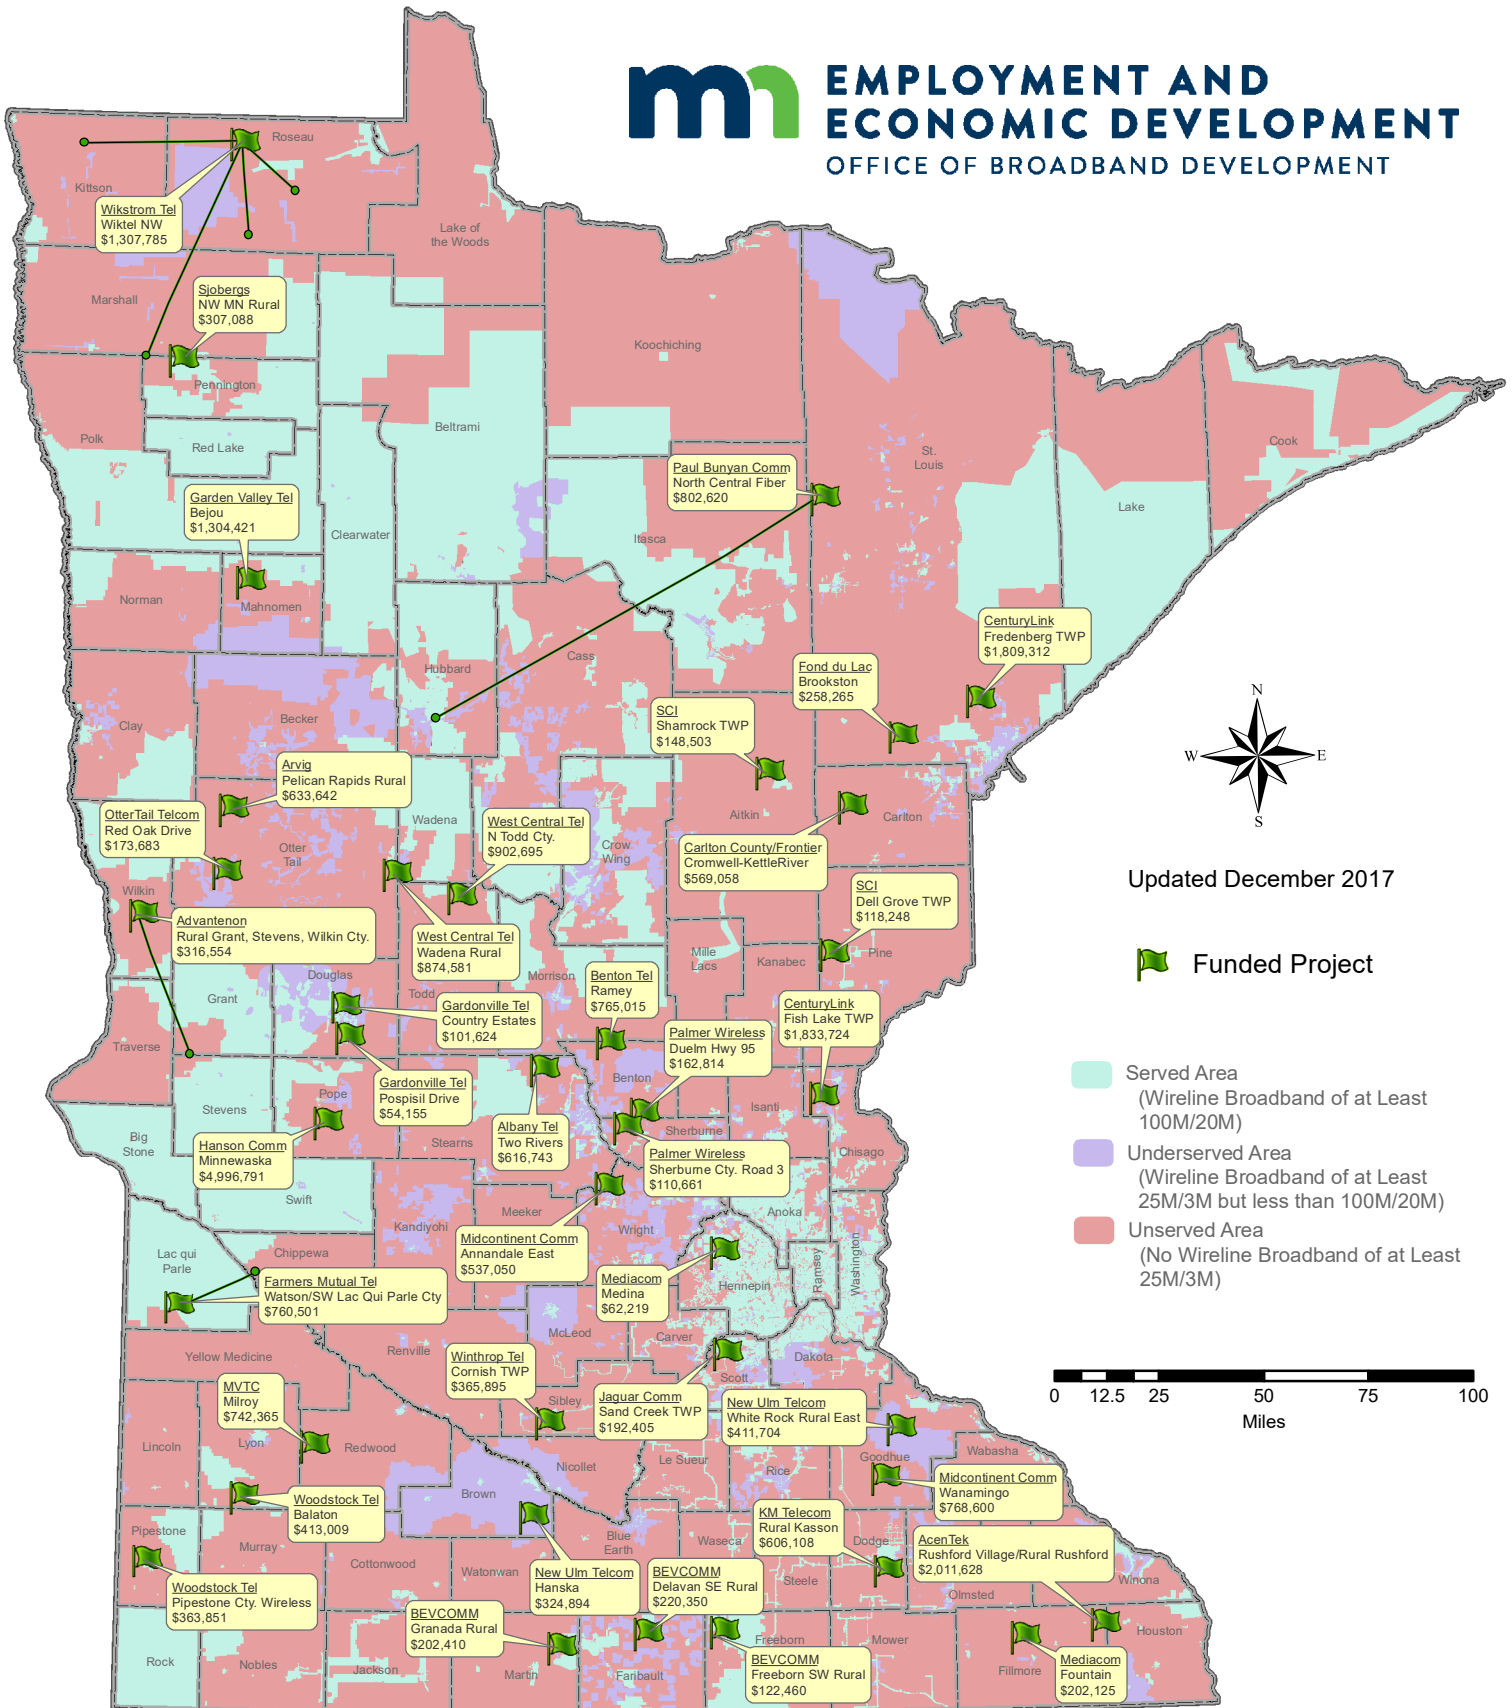 mn EMPLOYMENT AND
ECONOMIC DEVELOPMENT
OFFICE OF BROADBAND DEVELOPMENT
Kittson
Roseau
Wikstrom Tel
Wiktel NW
$1,307,785
Lake of
the Woods
Marshall
Sjobergs
NW MN Rural
$307,088
Koochiching
Pennington
Polk
Red Lake
Beltrami
St.
Louis
Cook
Lake
Paul Bunyan Comm
North Central Fiber
$802,620
Garden Valley Tel
Bejou
$1,304,421
Clearwater
Itasca
Norman
Mahnomen
CenturyLink
Fredenberg TWP
$1,809,312
Hubbard
Cass
Fond du Lac
Brookston
$258,265
Clay
Becker
SCI
Shamrock TWP
$148,503
N
W
E
S
Arvig
Pelican Rapids Rural
$633,642
OtterTail Telcom
Red Oak Drive
$173,683
Otter
Tail
Wadena
West Central Tel
N Todd Cty.
$902,695
Crow
Wing
Aitkin
Carlton
Carlton County/Frontier
Cromwell-KettleRiver
$569,058
Updated December 2017
Wilkin
SCI
Dell Grove TWP
$118,248
Advantenon
Rural Grant, Stevens, Wilkin Cty.
$316,554
West Central Tel
Wadena Rural
$874,581
Mille
Lacs
Kanabec
Pine
Funded Project
Douglas
Todd
Morrison
Benton Tel
Ramey
$765,015
Grant
Gardonville Tel
Country Estates
$101,624
CenturyLink
Fish Lake TWP
$1,833,724
Palmer Wireless
Duelm Hwy 95
$162,814
Traverse
Served Area
(Wireline Broadband of at Least
100M/20M)
Underserved Area
(Wireline Broadband of at Least
25M/3M but less than 100M/20M)
Unserved Area
(No Wireline Broadband of at Least
25M/3M)
Benton
Gardonville Tel
Pospisil Drive
$54,155
Pope
Stevens
Isanti
Albany Tel
Two Rivers
$616,743
Sherburne
Big
Stone
Stearns
Hanson Comm
Minnewaska
$4,996,791
Palmer Wireless
Sherburne Cty. Road 3
$110,661
Chisago
Swift
Kandiyohi
Meeker
Wright
Anoka
Midcontinent Comm
Annandale East
$537,050
Lac qui
Parle
Chippewa
Ramsey
Washington
Farmers Mutual Tel
Watson/SW Lac Qui Parle Cty
$760,501
Mediacom
Medina
$62,219
Hennepin
McLeod
Carver
Yellow Medicine
Renville
Dakota
Scott
Winthrop Tel
Cornish TWP
$365,895
MVTC
Milroy
$742,365
Sibley
Jaguar Comm
Sand Creek TWP
$192,405
New Ulm Telcom
White Rock Rural East
$411,704
0 12.5 25 50 75 100
Miles
Lincoln
Lyon
Redwood
Nicollet
Le Sueur
Rice
Goodhue
Wabasha
Midcontinent Comm
Wanamingo
$768,600
Brown
Woodstock Tel
Balaton
$413,009
KM Telecom
Rural Kasson
$606,108
Pipestone
Murray
Cottonwood
Watonwan
Blue
Earth
Waseca
Steele
Dodge
AcenTek
Rushford Village/Rural Rushford
$2,011,628
Olmsted
Winona
Woodstock Tel
Pipestone Cty. Wireless
$363,851
New Ulm Telcom
Hanska
$324,894
BEVCOMM
Delavan SE Rural
$220,350
BEVCOMM
Granada Rural
$202,410
Rock
Nobles
Jackson
Martin
Faribault
Freeborn
BEVCOMM
Freeborn SW Rural
$122,460
Mower
Fillmore
Houston
Mediacom
Fountain
$202,125